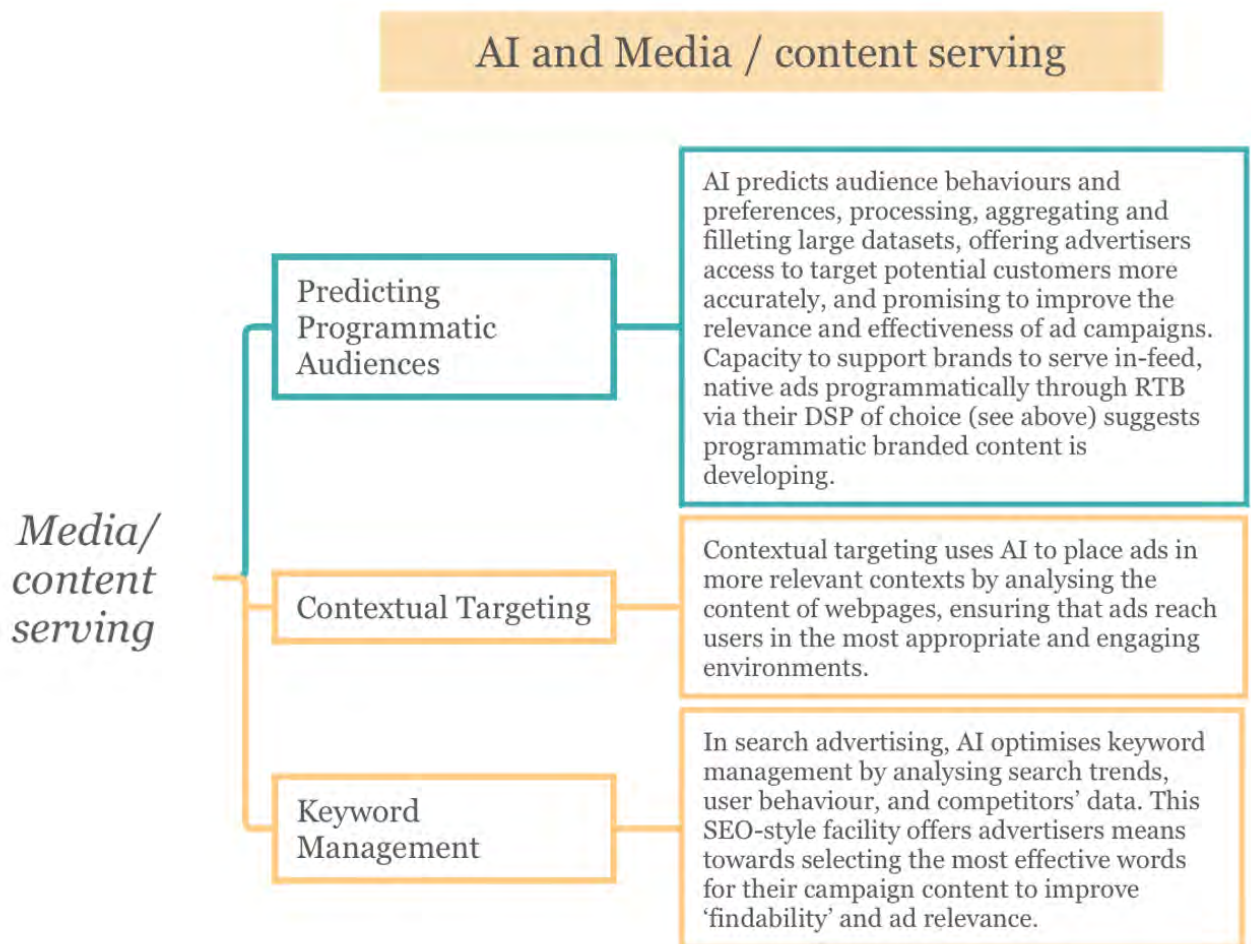 AI and Media / content serving
AI predicts audience behaviours and
preferences, processing, aggregating and
filleting large datasets, offering advertisers
access to target potential customers more
accurately, and promising to improve the
relevance and effectiveness of ad campaigns.
Capacity to support brands to serve in-feed,
native ads programmatically through RTB
via their DSP of choice (see above) suggests
programmatic branded content is
developing.
Predicting
Programmatic
Audiences
Media/
content
serving
Contextual Targeting
Contextual targeting uses AI to place ads in
more relevant contexts by analysing the
content of webpages, ensuring that ads reach
users in the most appropriate and engaging
environments.
Keyword
Management
In search advertising, AI optimises keyword
management by analysing search trends,
user behaviour, and competitors’ data. This
SEO-style facility offers advertisers means
towards selecting the most effective words
for their campaign content to improve
‘findability’ and ad relevance.